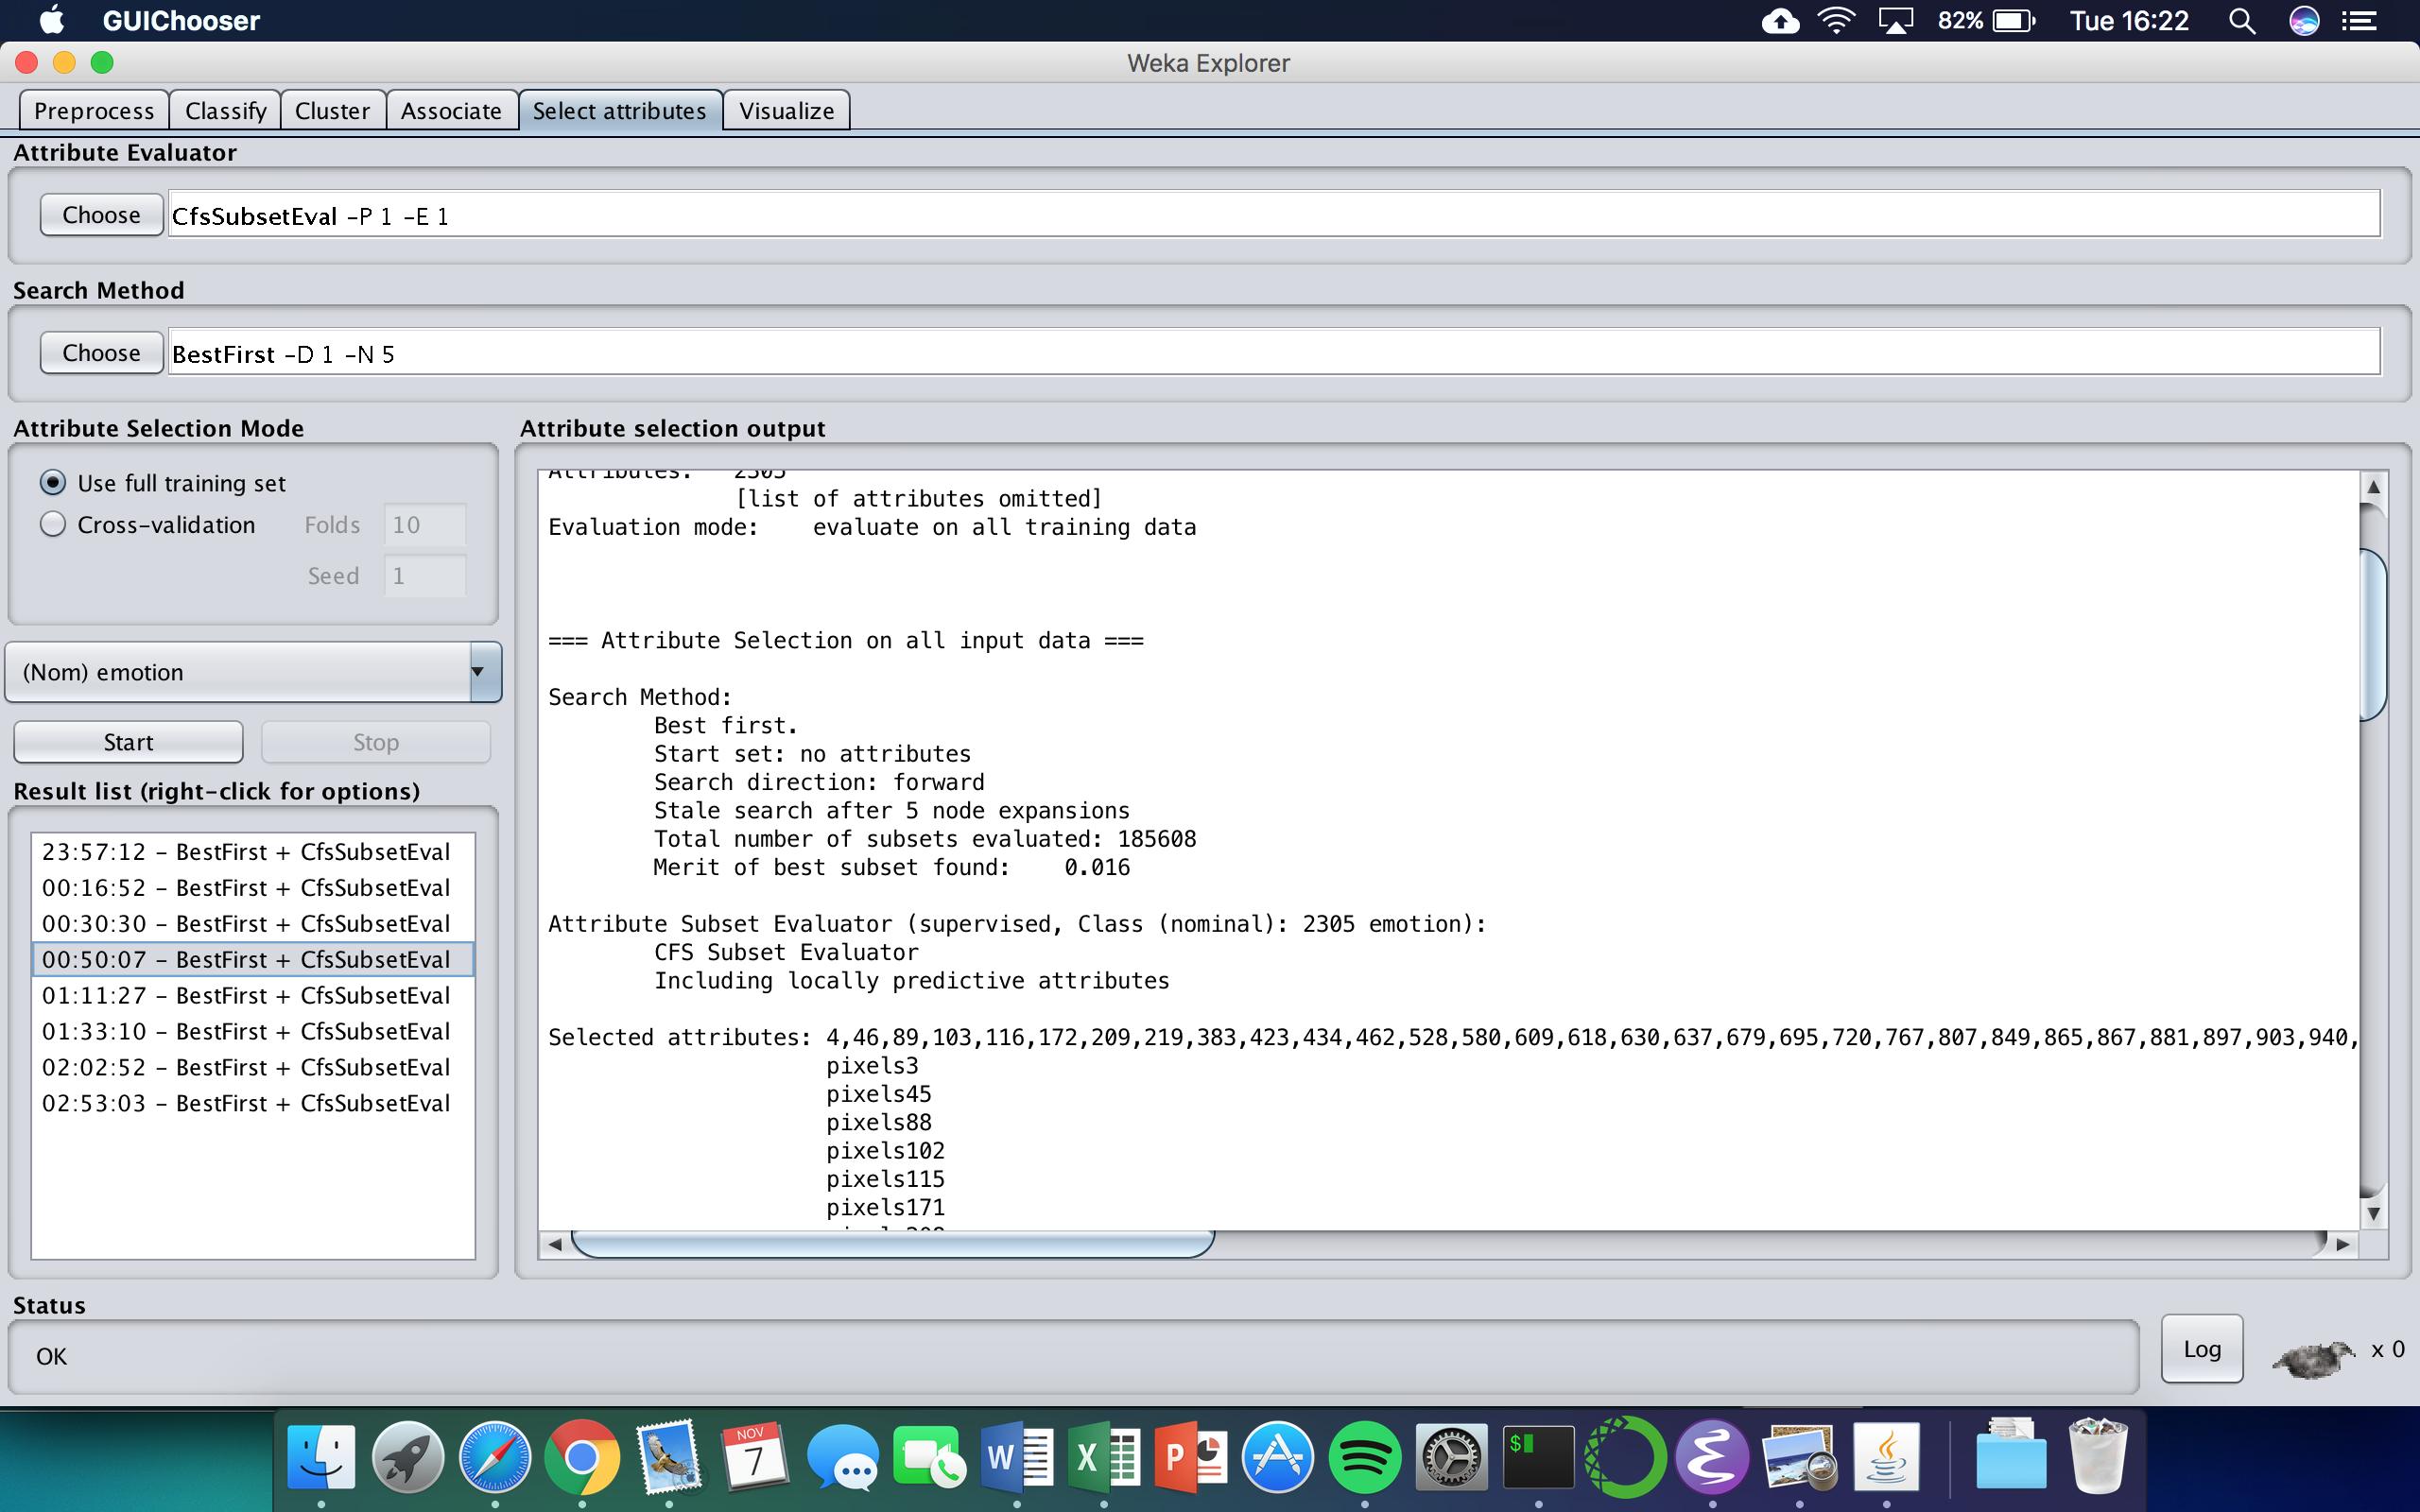 GUIChooser
82%
Tue 16:22
Weka Explorer
Preprocess
Classify
Cluster
Associate
Select attributes
Visualize
Attribute Evaluator
Choose
CfsSubsetEval -P 1 -E 1
Search Method
Choose
BestFirst -D 1 -N 5
Attribute Selection Mode
Use full training set
Cross-validation
Folds
10
Seed
1
(Nom) emotion
Start
Stop
Result list (right-click for options)
23:57:12 - BestFirst + CfsSubsetEval
00:16:52 - BestFirst + CfsSubsetEval
00:30:30 - BestFirst + CfsSubsetEval
00:50:07 - BestFirst + CfsSubsetEval
01:11:27 - BestFirst + CfsSubsetEval
01:33:10 - BestFirst + CfsSubsetEval
02:02:52 - BestFirst + CfsSubsetEval
02:53:03 - BestFirst + CfsSubsetEval
Attribute selection output
Attributes: 2305
[list of attributes omitted]
Evaluation mode: evaluate on all training data
=== Attribute Selection on all input data ===
Search Method:
Best first.
Start set: no attributes
Search direction: forward
Stale search after 5 node expansions
Total number of subsets evaluated: 185608
Merit of best subset found: 0.016
Attribute Subset Evaluator (supervised, Class (nominal): 2305 emotion):
CFS Subset Evaluator
Including locally predictive attributes
Selected attributes: 4,46,89,103,116,172,209,219,383,423,434,462,528,580,609,618,630,637,679,695,720,767,807,849,865,867,881,897,903,940,
pixels3
pixels45
pixels88
pixels102
pixels115
pixels171
Status
OK
Log
x 0
NOV
7
W
X
P
$